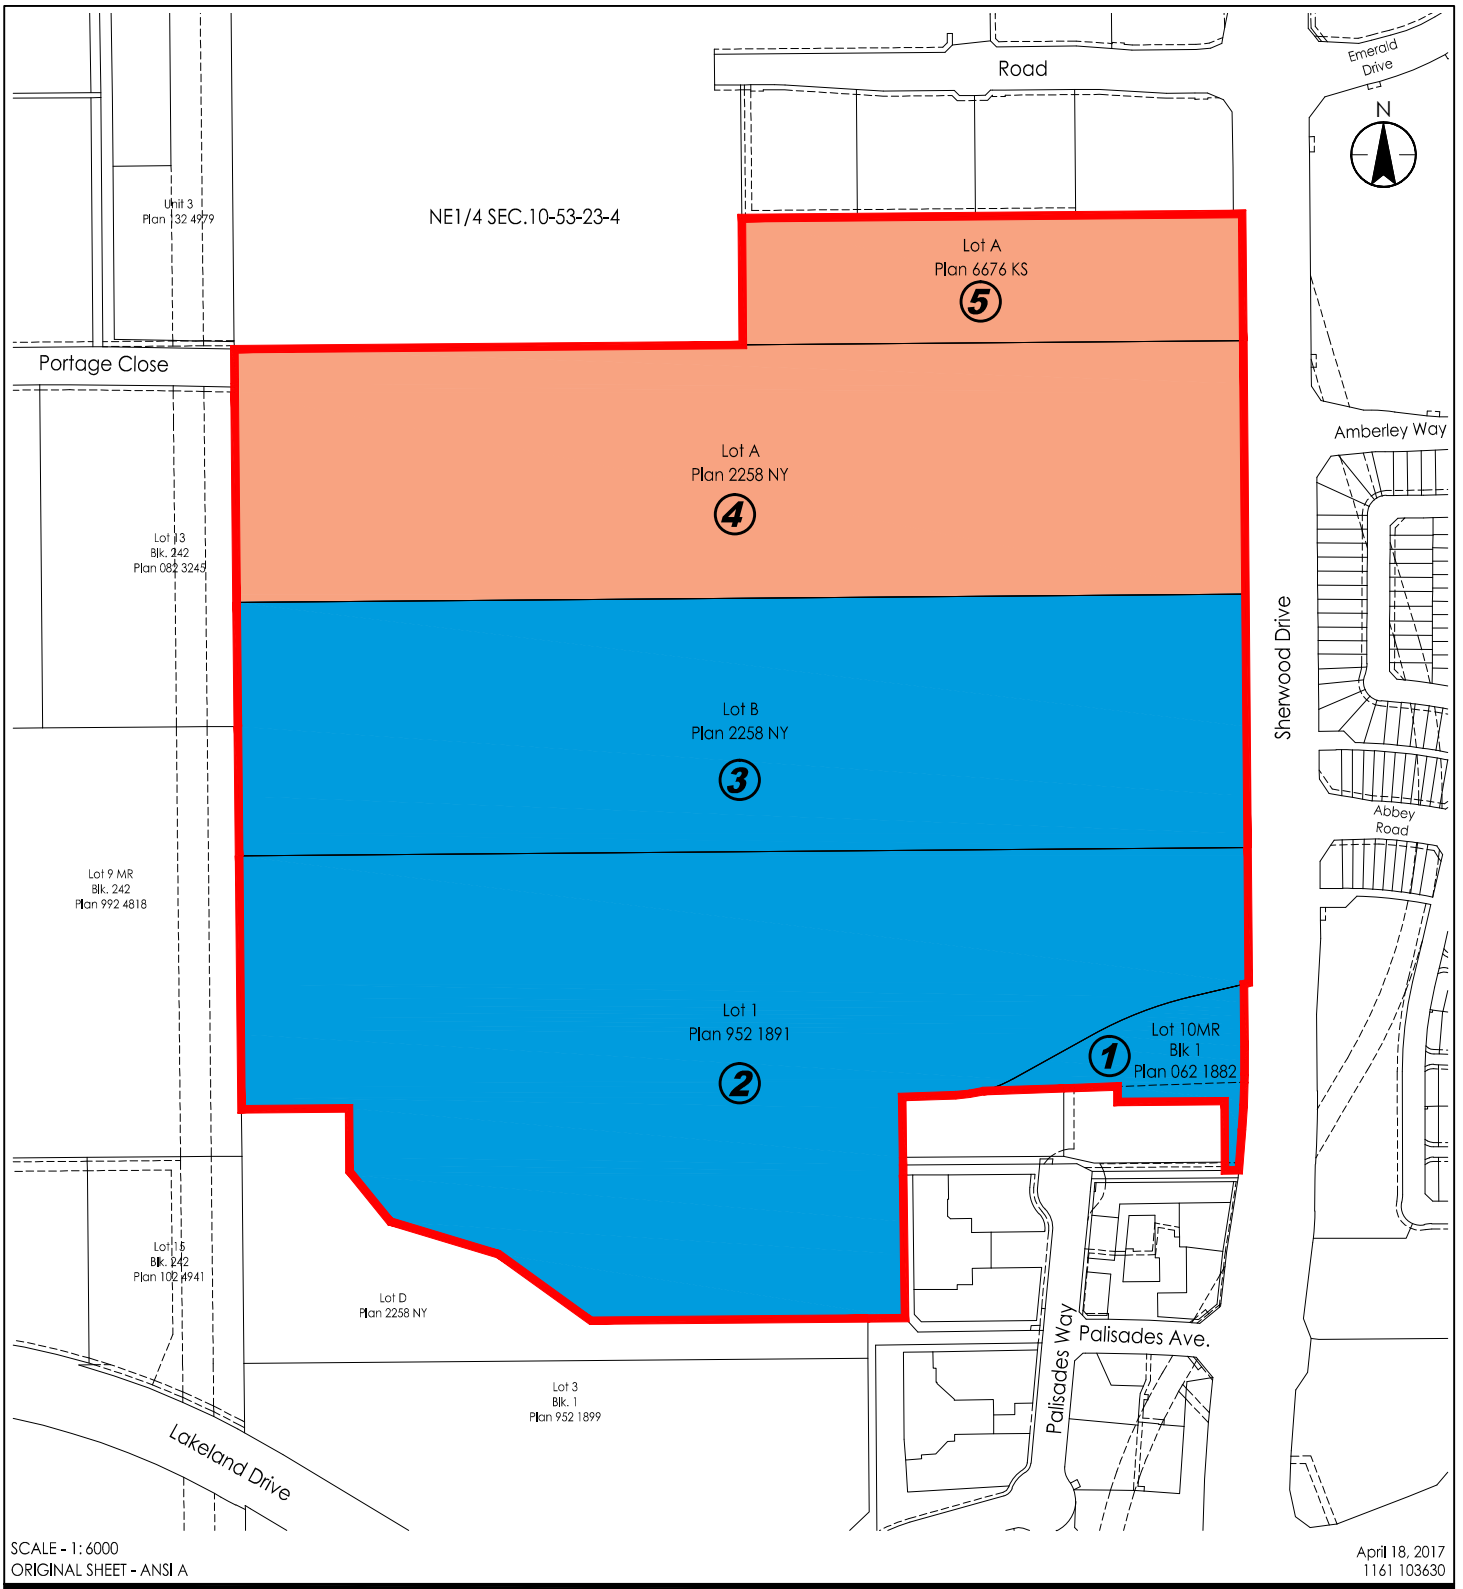 Road
Emerald
Drive
N
Unit 3
Plan 132 4979
NE1/4 SEC.10-53-23-4
Lot A
Plan 6676 KS
5
Portage Close
Amberley Way
Lot A
Plan 2258 NY
4
Lot 13
Blk. 242
Plan 082 3245
Sherwood Drive
Lot B
Plan 2258 NY
3
Abbey
Road
Lot 9 MR
Blk. 242
Plan 992 4818
Lot 1
Plan 952 1891
2
Lot 10MR
Blk 1
Plan 062 1882
1
Lot 15
Blk. 242
Plan 102 4941
Lot D
Plan 2258 NY
Palisades Way
Palisades Ave.
Lot 3
Blk. 1
Plan 952 1899
Lakeland Drive
SCALE - 1: 6000
ORIGINAL SHEET - ANSI A
April 18, 2017
1161 103630